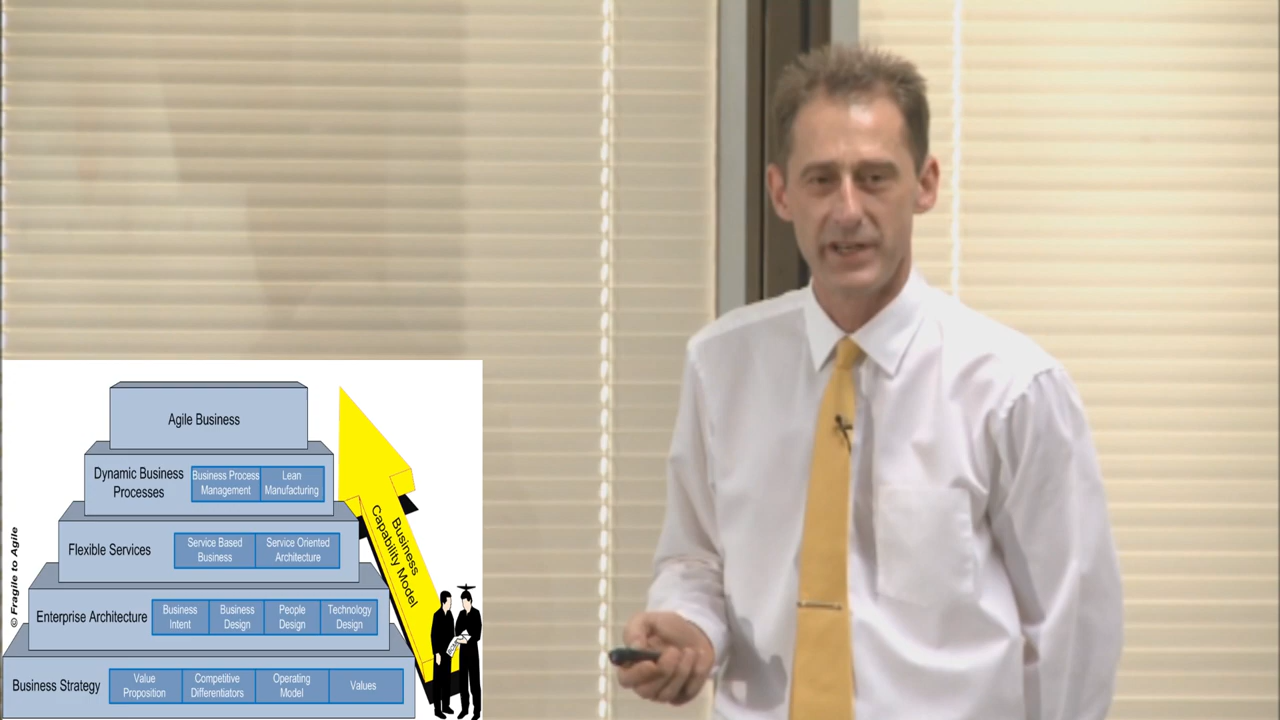 Agile Business
Dynamic Business
Processes
Business Process
Management
Lean
Manufacturing
Flexible Services
Service Based
Business
Service Oriented
Architecture
Enterprise Architecture
Business
Intent
Business
Design
People
Design
Technology
Design
Business Strategy
Value
Proposition
Competitive
Differentiators
Operating
Model
Values
Business
Capability Model
© Fragile to Agile